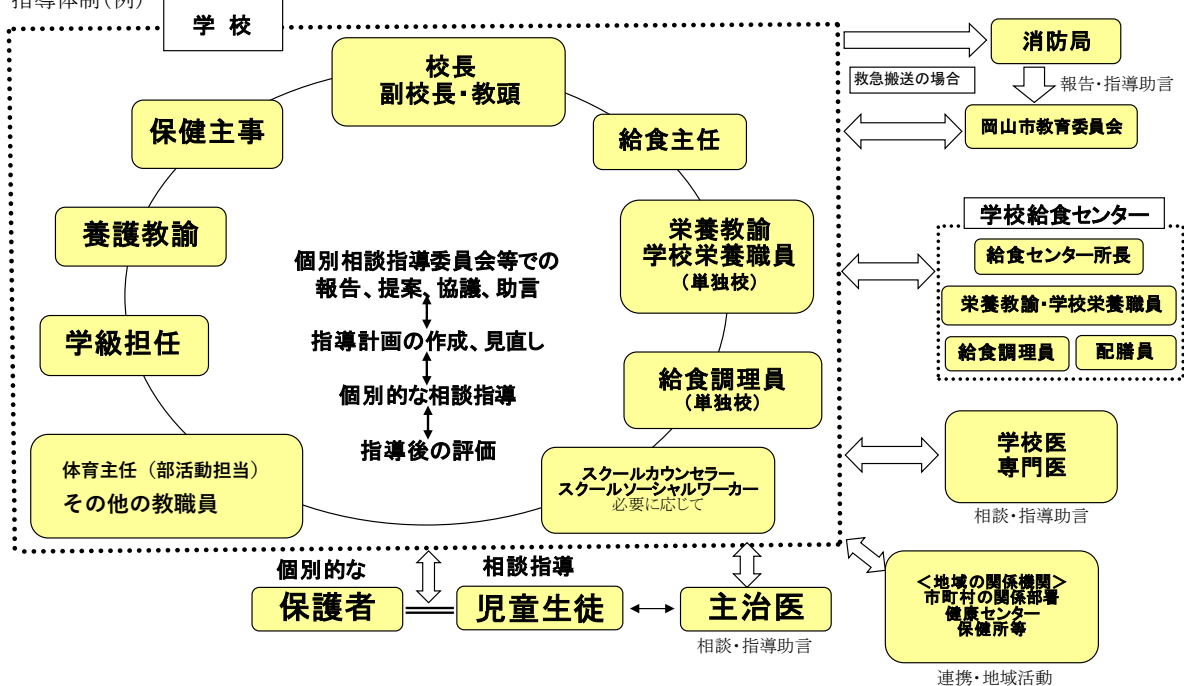 指導体制(例)
学 校
校長
副校長・教頭
保健主事
給食主任
養護教諭
栄養教諭
学校栄養職員
(単独校)
学級担任
給食調理員
(単独校)
体育主任（部活動担当）
その他の教職員
スクールカウンセラー
スクールソーシャルワーカー
必要に応じて
個別相談指導委員会等での
報告、提案、協議、助言
指導計画の作成、見直し
個別的な相談指導
指導後の評価
消防局
救急搬送の場合
報告・指導助言
岡山市教育委員会
学校給食センター
給食センター所長
栄養教諭・学校栄養職員
給食調理員
配膳員
学校医
専門医
相談・指導助言
個別的な
相談指導
保護者
児童生徒
主治医
相談・指導助言
＜地域の関係機関＞
市町村の関係部署
健康センター
保健所等
連携・地域活動